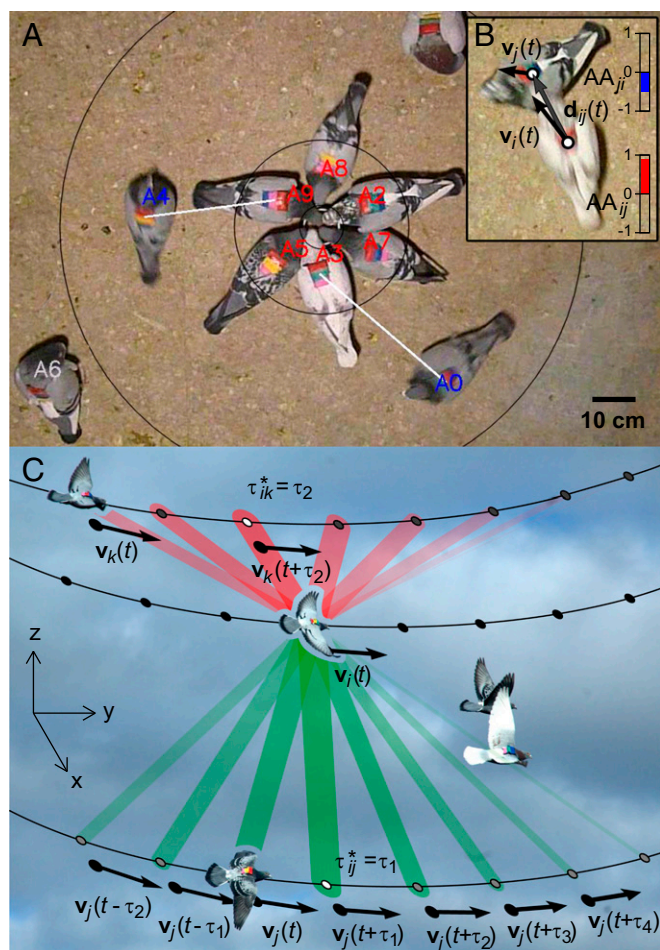 A
A8
A4
A9
A2
A5
A3
A7
A6
A0
10 cm
B
vj(t)
1
AAji
0
-1
dij(t)
vi(t)
1
0
AAij
-1
C
τ*ik = τ2
vk(t)
vk(t+τ2)
z
y
x
vi(t)
τ*ij = τ1
vj(t - τ2)
vj(t - τ1)
vj(t)
vj(t+τ1)
vj(t+τ2)
vj(t+τ3)
vj(t+τ4)